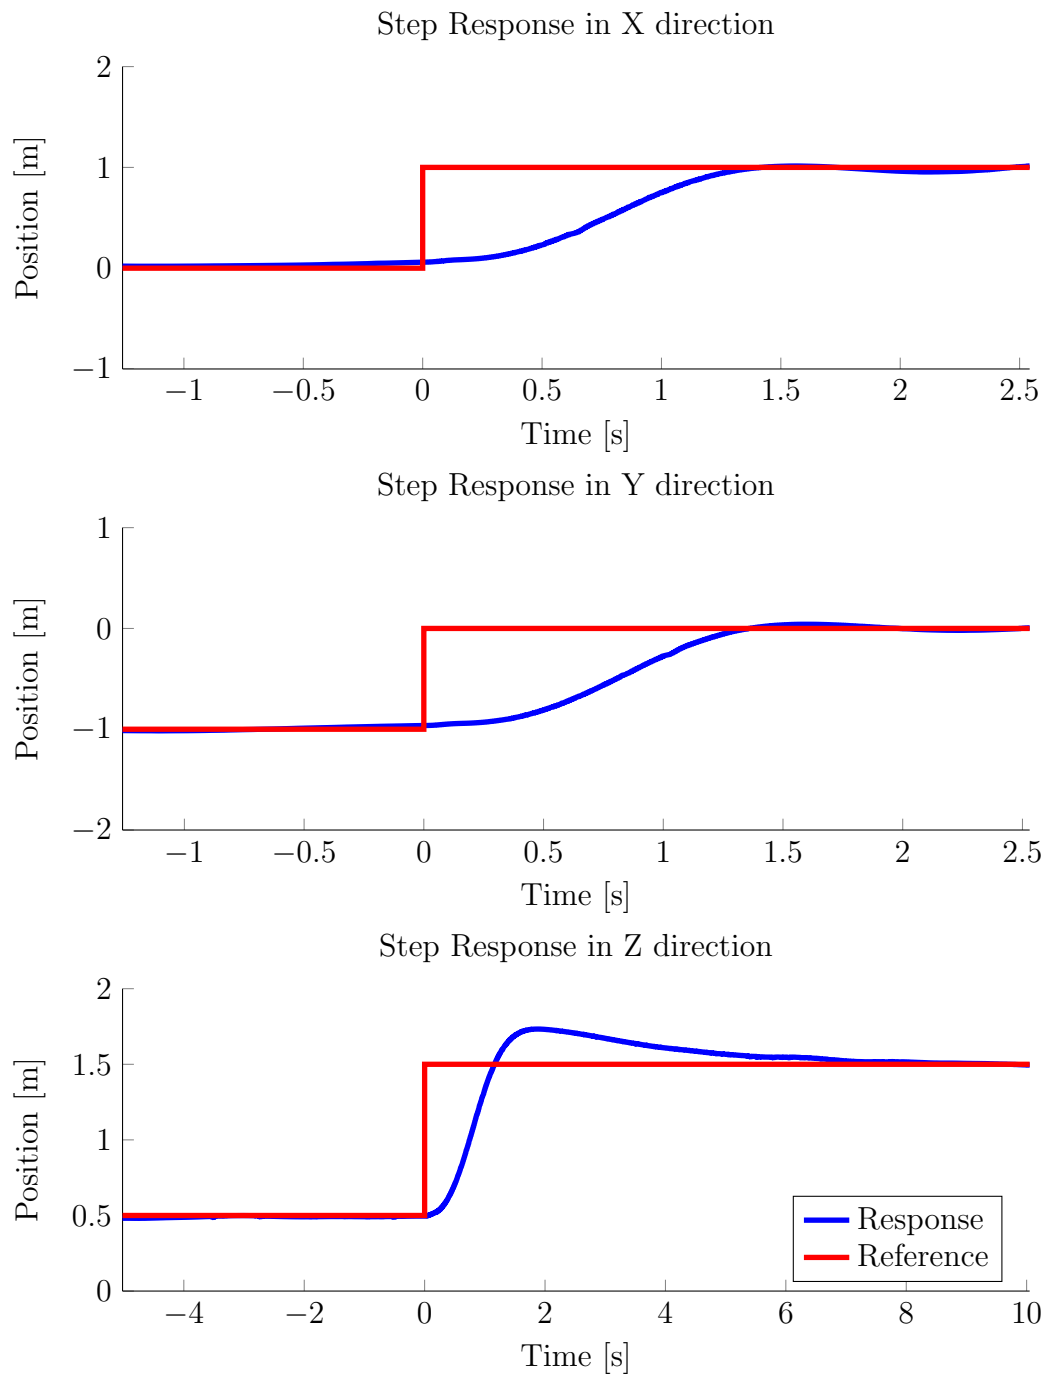 Step Response in X direction
2
1
0
−1
Position [m]
−1 −0.5 0 0.5 1 1.5 2 2.5
Time [s]
Step Response in Y direction
1
0
−1
−2
Position [m]
−1 −0.5 0 0.5 1 1.5 2 2.5
Time [s]
Step Response in Z direction
2
1.5
1
0.5
0
Position [m]
Response
Reference
−4 −2 0 2 4 6 8 10
Time [s]